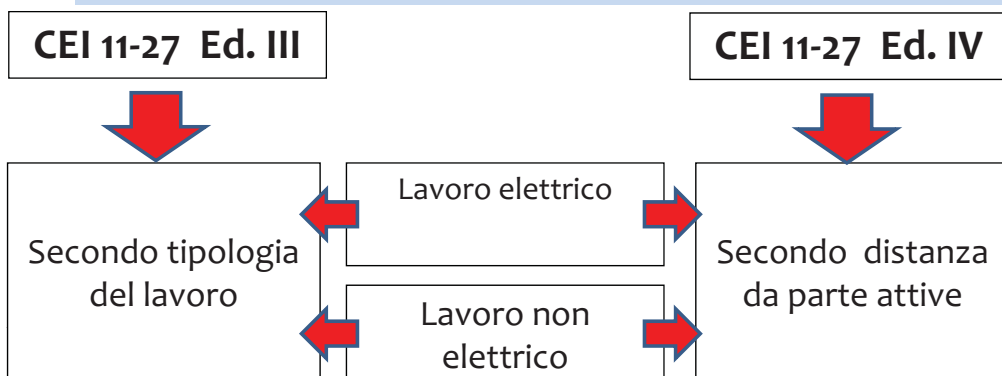 CEI 11-27 Ed. III
CEI 11-27 Ed. IV
Secondo tipologia
del lavoro
Lavoro elettrico
Lavoro non
elettrico
Secondo distanza
da parte attive